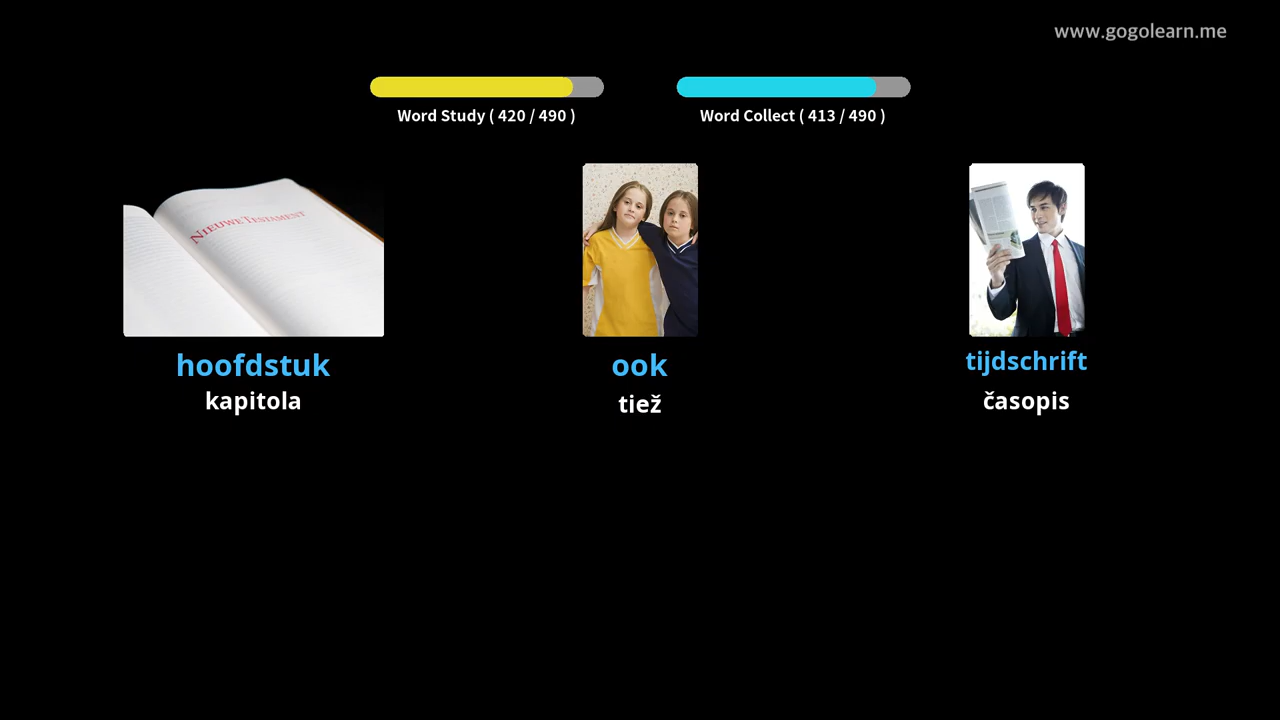 www.gogolearn.me
Word Study ( 420 / 490 )
Word Collect ( 413 / 490 )
NIEUWE TESTAMENT
hoofdstuk
kapitola
ook
tiež
tijdschrift
časopis